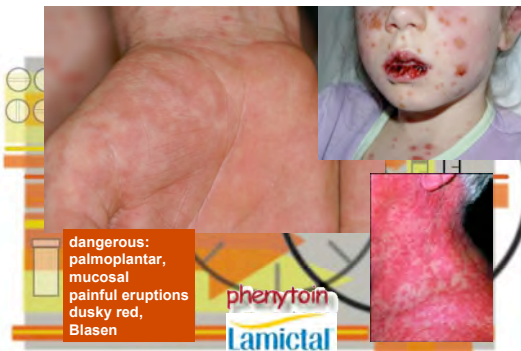 dangerous:
palmoplantar,
mucosal
painful eruptions
dusky red,
Blasen
phenytoin
Lamictal